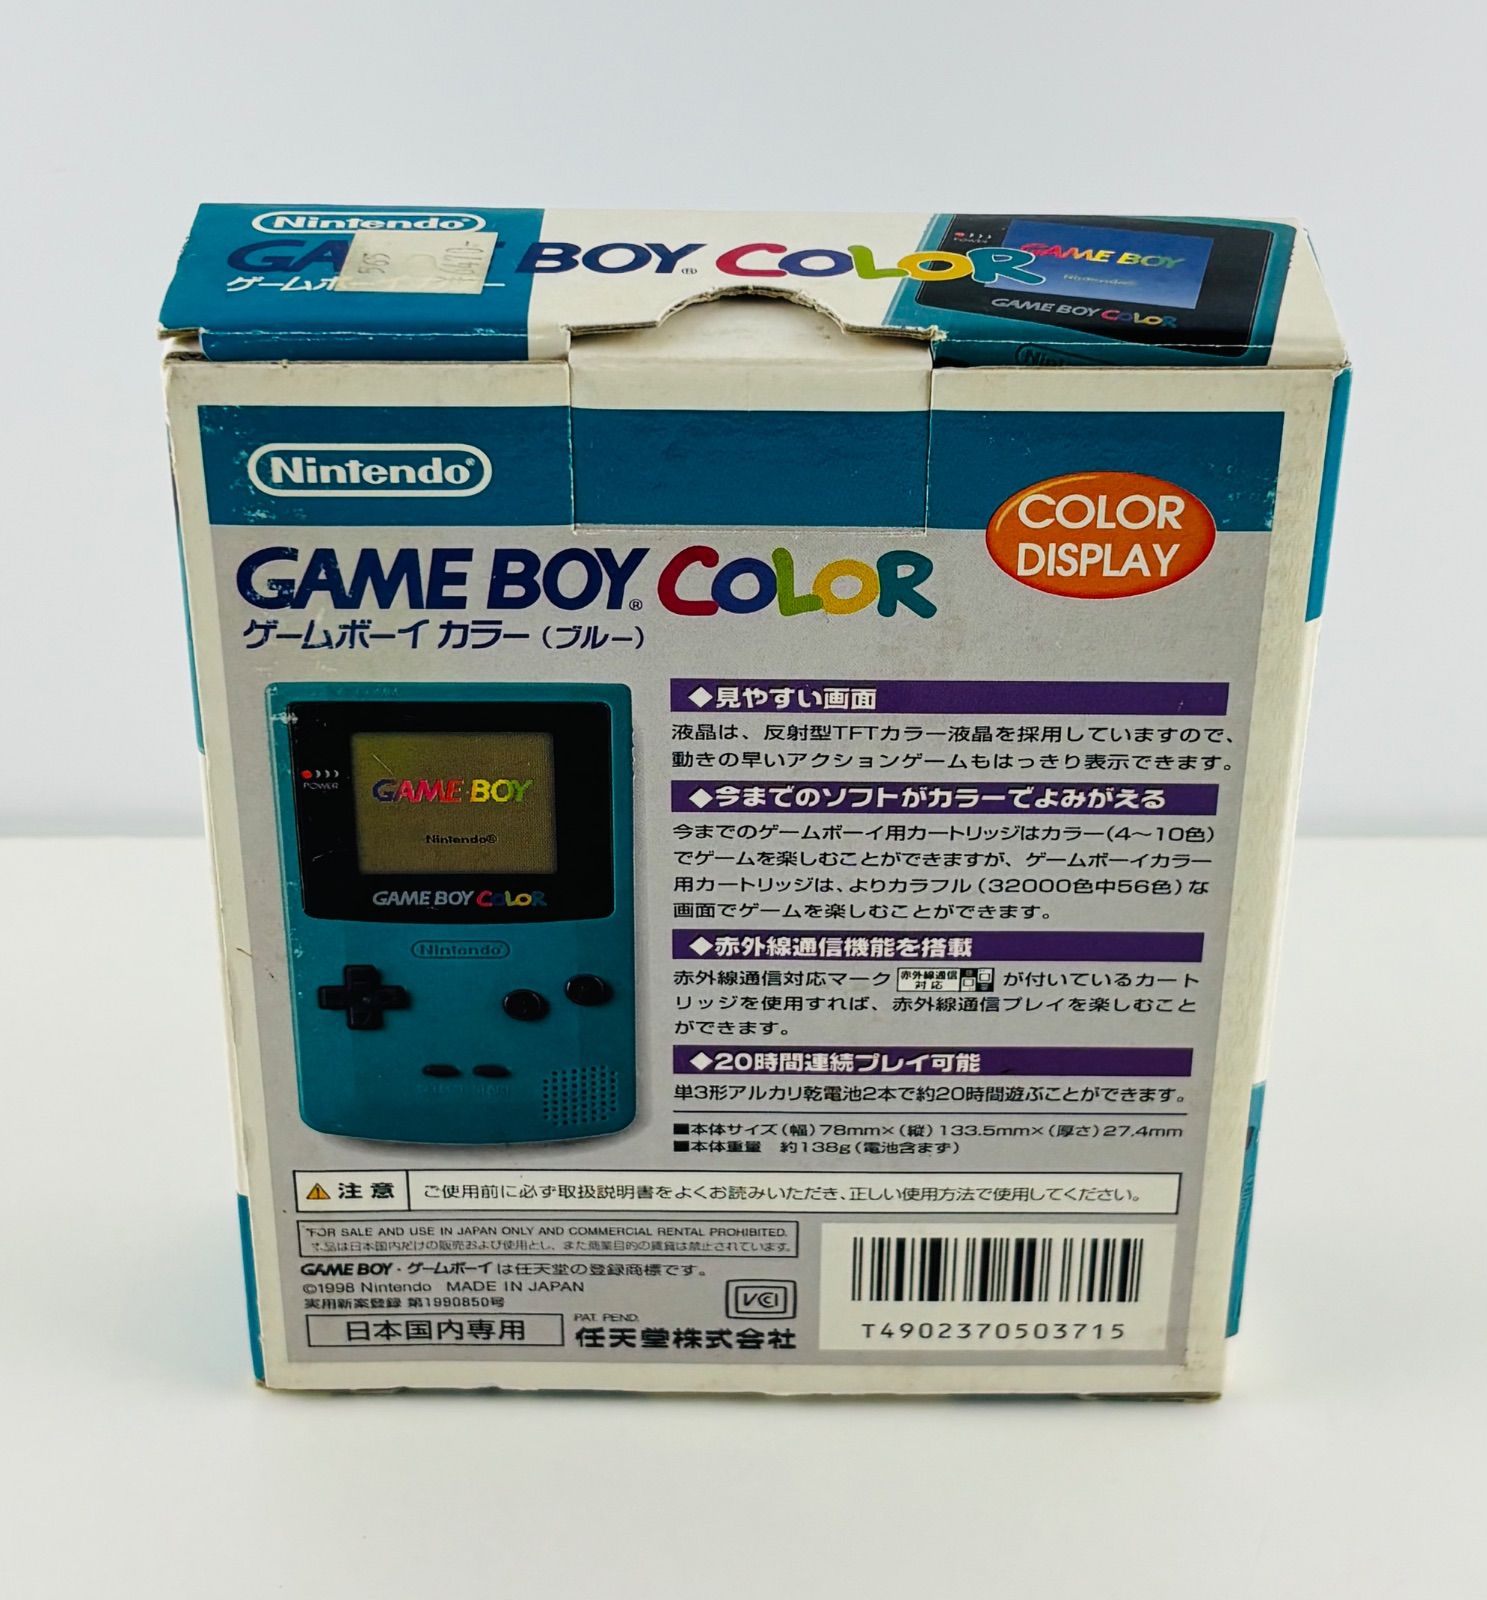 Nintendo®
GAME BOY® COLOR
ゲームボーイ
GAME BOY
Nintendo®
GAME BOY COLOR
POWER
Nintendo®
COLOR
DISPLAY
GAME BOY® COLOR
ゲームボーイ カラー(ブルー)
POWER
GAME BOY
Nintendo®
GAME BOY COLOR
Nintendo
◆見やすい画面
液晶は、反射型TFTカラー液晶を採用していますので、
動きの早いアクションゲームもはっきり表示できます。
◆今までのソフトがカラーでよみがえる
今までのゲームボーイ用カートリッジはカラー(4〜10色)
でゲームを楽しむことができますが、ゲームボーイカラー
用カートリッジは、よりカラフル(32000色中56色)な
画面でゲームを楽しむことができます。
◆赤外線通信機能を搭載
赤外線通信対応マーク 赤外線通信対応 が付いているカート
リッジを使用すれば、赤外線通信プレイを楽しむこと
ができます。
◆20時間連続プレイ可能
単3形アルカリ乾電池2本で約20時間遊ぶことができます。
■本体サイズ(幅)78mm×(縦)133.5mm×(厚さ)27.4mm
■本体重量 約138g(電池含まず)
注意 ご使用前に必ず取扱説明書をよくお読みいただき、正しい使用方法で使用してください。
FOR SALE AND USE IN JAPAN ONLY AND COMMERCIAL RENTAL PROHIBITED.
本品は日本国内だけの販売および使用とし、また商業目的の賃貸は禁止されています。
GAME BOY・ゲームボーイは任天堂の登録商標です。
©1998 Nintendo MADE IN JAPAN
実用新案登録 第1990850号
日本国内専用
PAT. PEND.
任天堂株式会社
VCI
T4902370503715